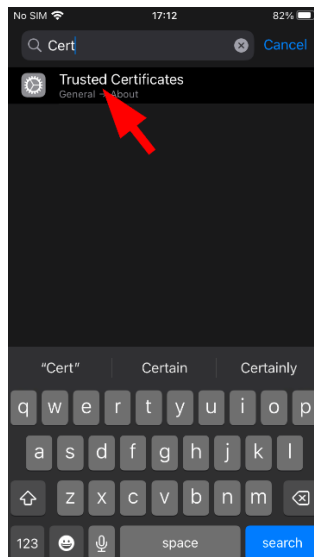 No SIM 17:12 82%
Cert Cancel
Trusted Certificates
General → About
“Cert” Certain Certainly
q w e r t y u i o p
a s d f g h j k l
z x c v b n m
123 space search